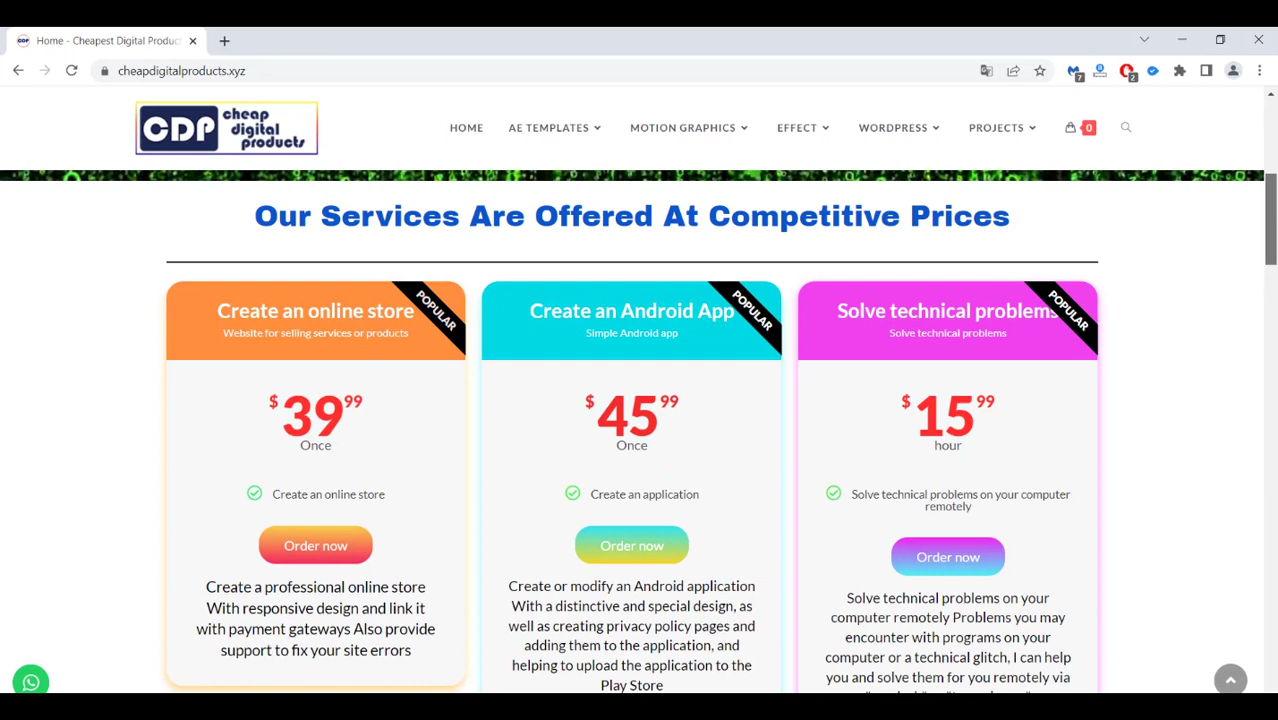 Home - Cheapest Digital Produc
cheapdigitalproducts.xyz
7
2
CDP cheap
digital
products
HOME AE TEMPLATES MOTION GRAPHICS EFFECT WORDPRESS PROJECTS 0
Our Services Are Offered At Competitive Prices
Create an online store
Website for selling services or products
POPULAR
$39.99
Once
Create an online store
Order now
Create a professional online store
With responsive design and link it
with payment gateways Also provide
support to fix your site errors
Create an Android App
Simple Android app
POPULAR
$45.99
Once
Create an application
Order now
Create or modify an Android application
With a distinctive and special design, as
well as creating privacy policy pages and
adding them to the application, and
helping to upload the application to the
Play Store
Solve technical problems
Solve technical problems
POPULAR
$15.99
hour
Solve technical problems on your computer
remotely
Order now
Solve technical problems on your
computer remotely Problems you may
encounter with programs on your
computer or a technical glitch, I can help
you and solve them for you remotely via